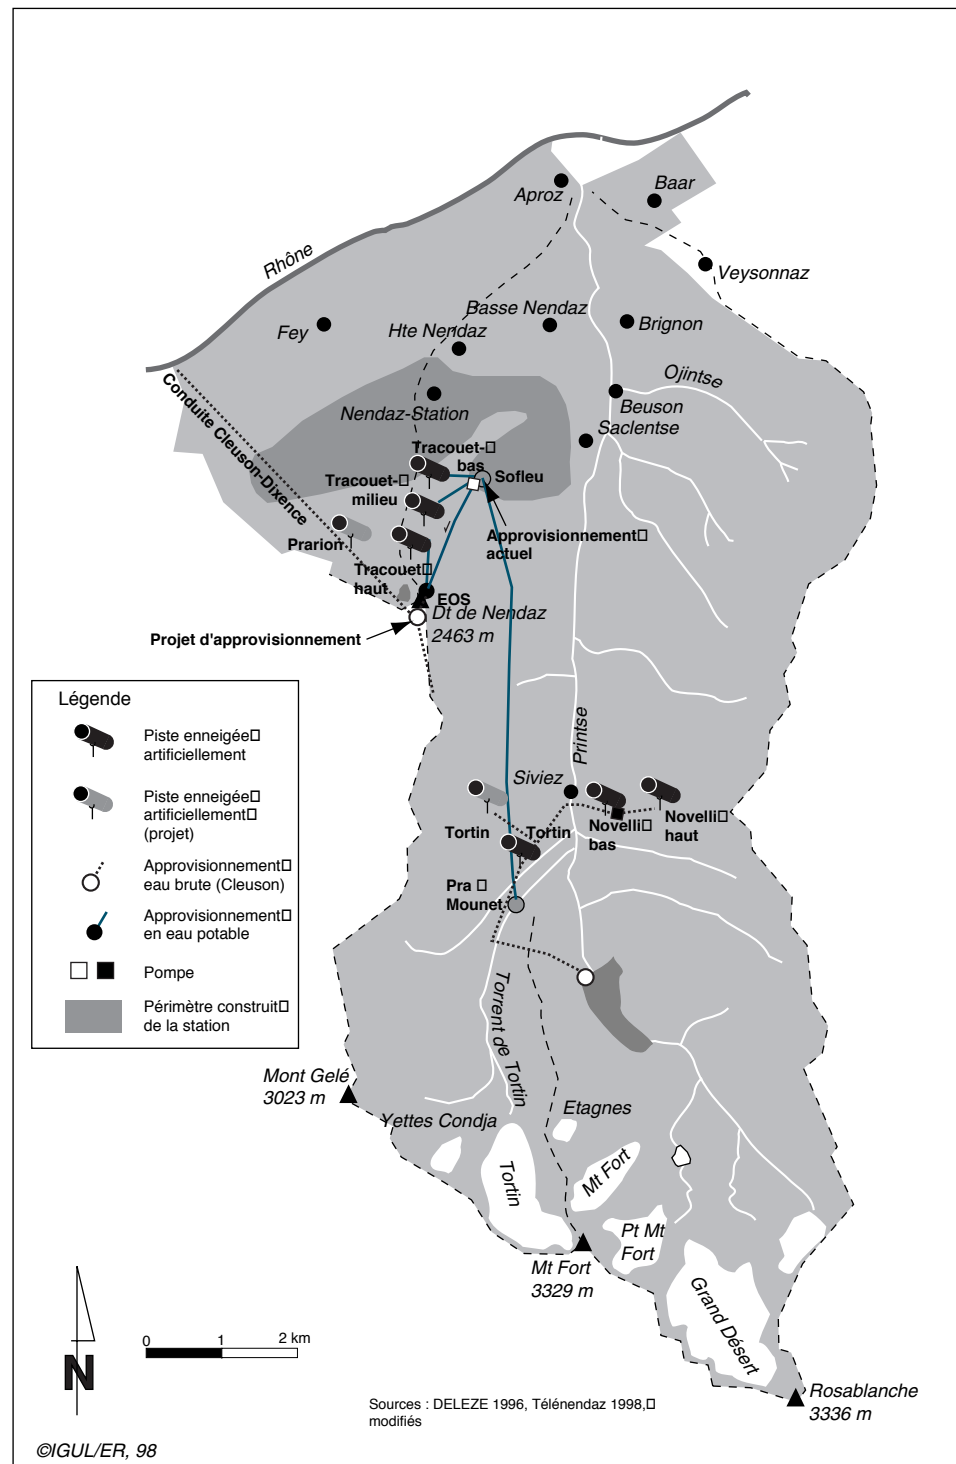 Aproz
Baar
Rhône
Veysonnaz
Basse Nendaz
Fey
Hte Nendaz
Brignon
Ojintse
Conduite Cleuson-Dixence
Nendaz-Station
Beuson
Saclentse
Tracouet-□
bas
Sofleu
Tracouet-□
milieu
Approvisionnement□
actuel
Prarion
Tracouet□
haut
EOS
Dt de Nendaz
2463 m
Projet d'approvisionnement
Légende
Piste enneigée□
artificiellement
Piste enneigée□
artificiellement□
(projet)
Approvisionnement□
eau brute (Cleuson)
Approvisionnement□
en eau potable
Pompe
Périmètre construit□
de la station
Printse
Siviez
Tortin
Tortin
Novelli□
bas
Novelli□
haut
Pra □
Mounet
Torrent de Tortin
Mont Gelé
3023 m
Yettes Condja
Etagnes
Tortin
Mt Fort
Pt Mt
Fort
Mt Fort
3329 m
Grand Désert
Rosablanche
3336 m
0 1 2 km
N
Sources : DELEZE 1996, Télénendaz 1998,□
modifiés
©IGUL/ER, 98